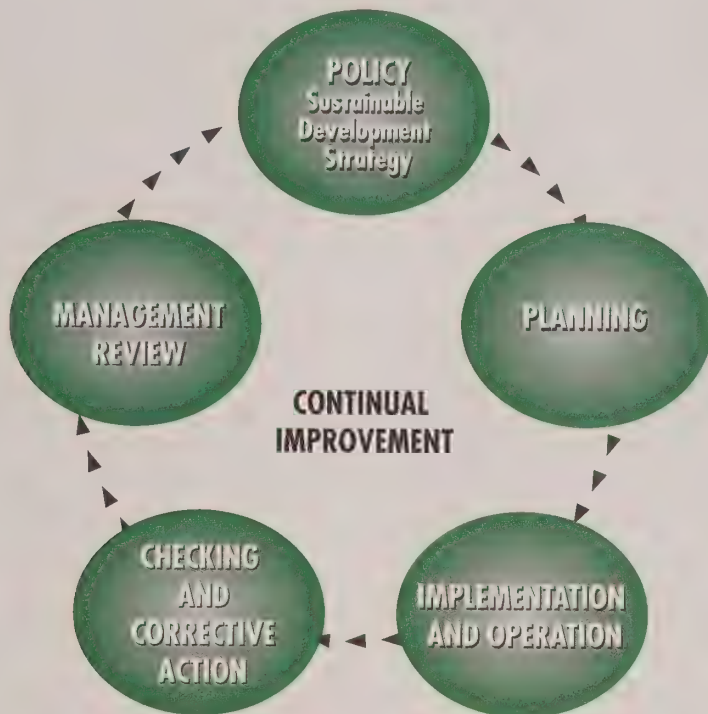 POLICY
Sustainable
Development
Strategy
PLANNING
IMPLEMENTATION
AND OPERATION
CHECKING
AND
CORRECTIVE
ACTION
MANAGEMENT
REVIEW
CONTINUAL
IMPROVEMENT